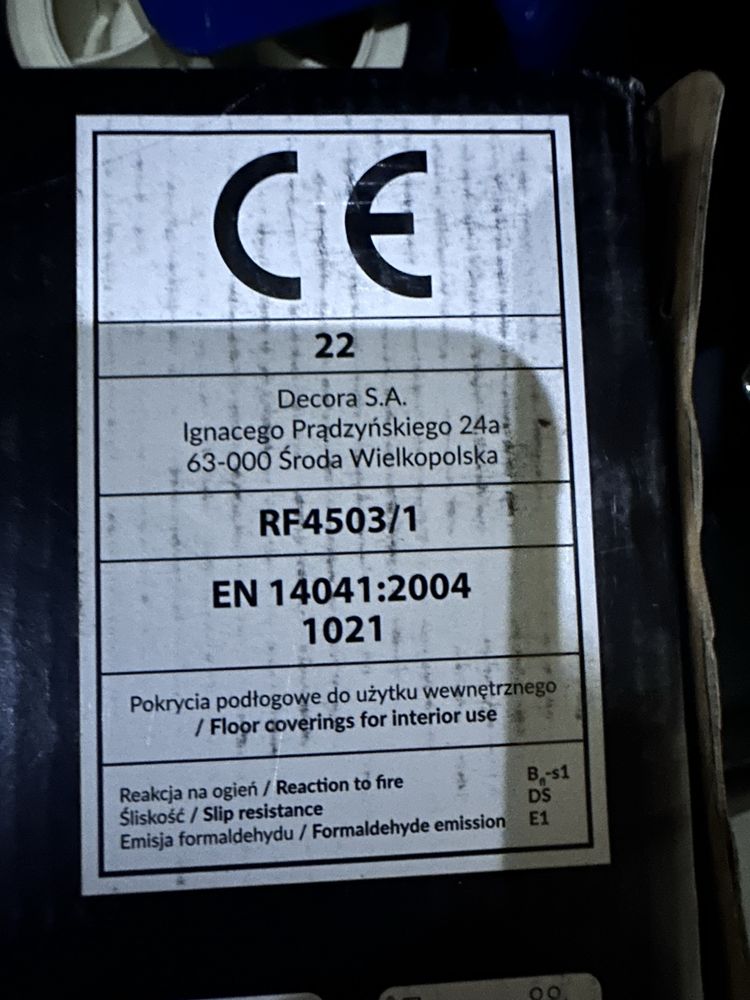 CE
22
Decora S.A.
Ignacego Prądzyńskiego 24a
63-000 Środa Wielkopolska
RF4503/1
EN 14041:2004
1021
Pokrycia podłogowe do użytku wewnętrznego
/ Floor coverings for interior use
Reakcja na ogień / Reaction to fire Bfl-s1
Śliskość / Slip resistance DS
Emisja formaldehydu / Formaldehyde emission E1